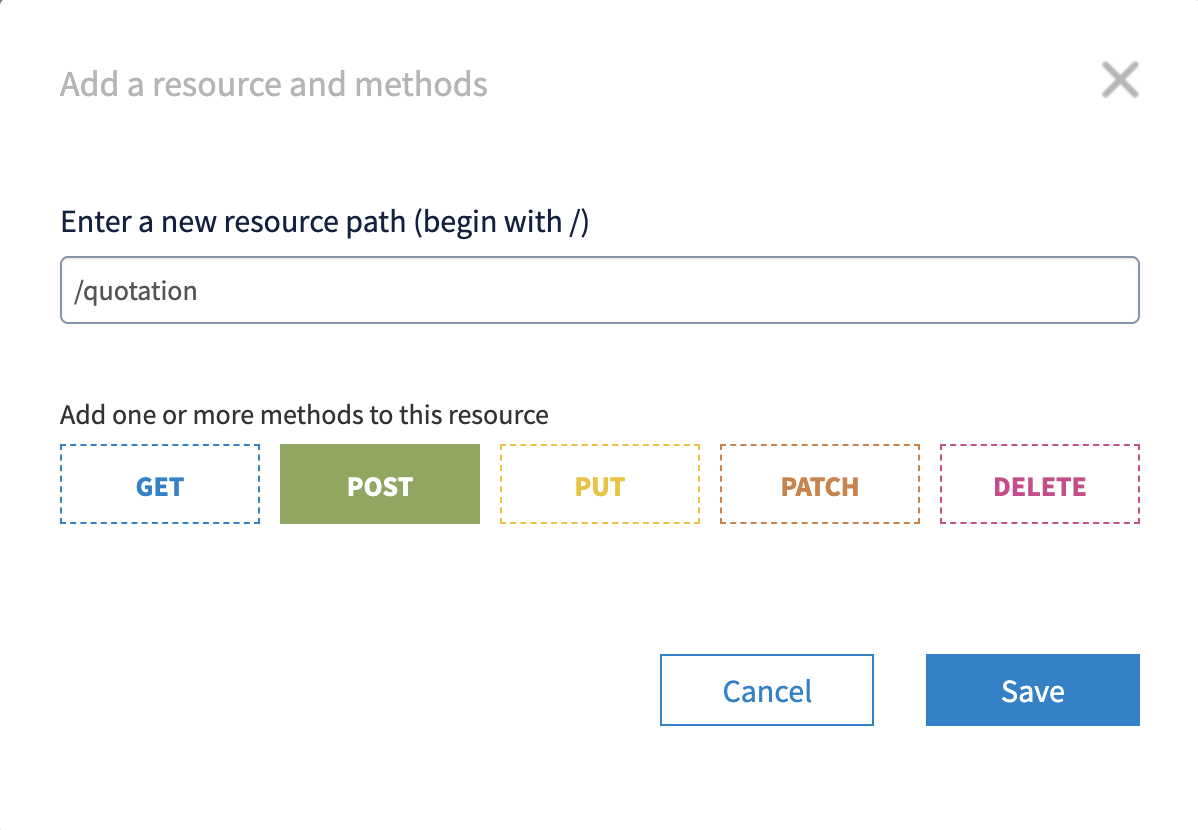 Add a resource and methods
Enter a new resource path (begin with /)
/quotation
Add one or more methods to this resource
GET POST PUT PATCH DELETE
Cancel Save